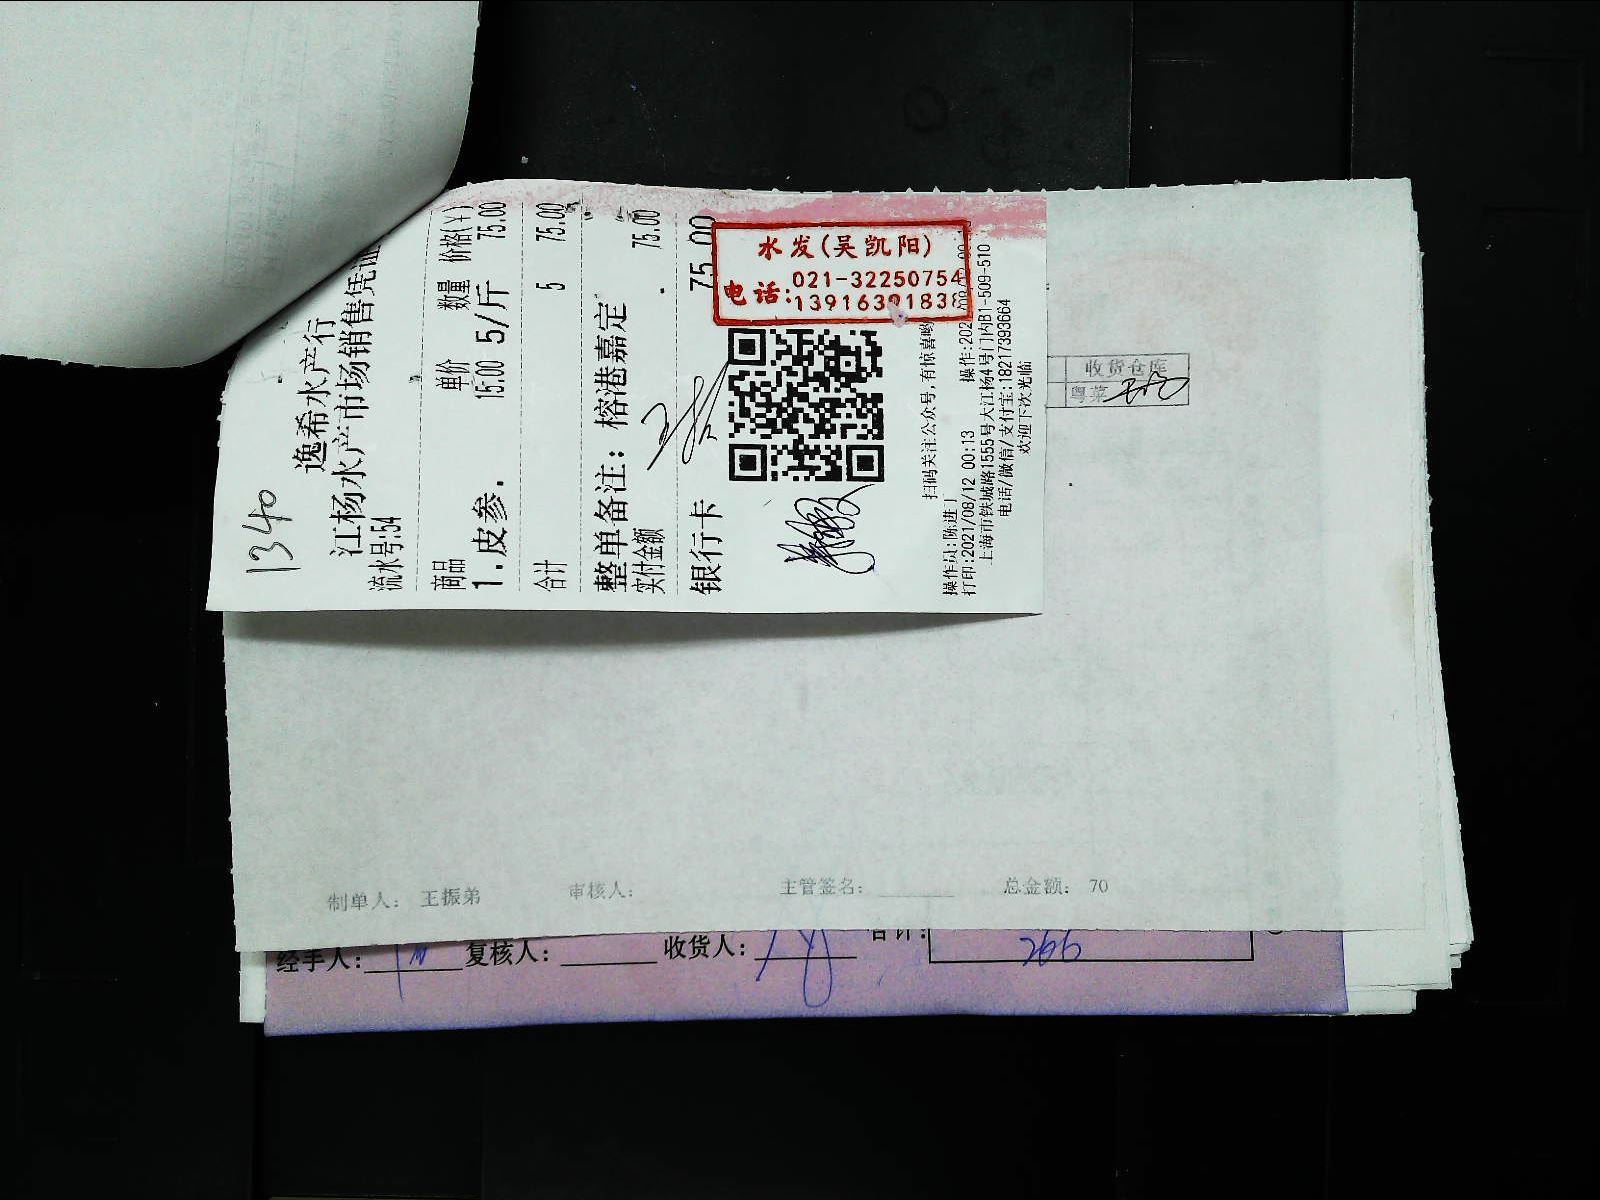 1340
逸希水产行
江杨水产市场销售凭证
流水号:54
商品 单价 数量 价格(¥)
1.皮参. 15.00 5/斤 75.00
合计 5 75.00
整单备注：榕港嘉定
实付金额 75.00
银行卡 75.00
水发(吴凯阳)
电话:021-32250754
扫码关注公众号,有惊喜哟
操作员:陈进
打印:2021/08/12 00:13
上海市铁城路1555号大江杨4号门内B1-509-510
电话/微信/支付宝:18217393664
欢迎下次光临
收货仓库
粤菜
制单人： 王振弟 审核人： 主管签名： 总金额： 70
经手人: 复核人: 收货人: 合计: 266